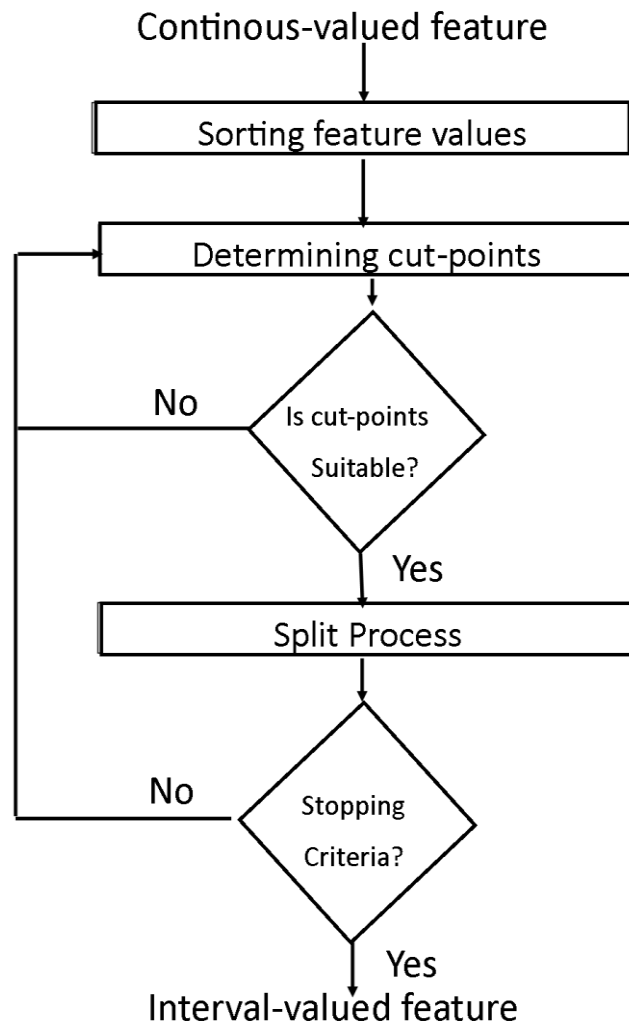 Continous-valued feature
Sorting feature values
Determining cut-points
No
Is cut-points
Suitable?
Yes
Split Process
No
Stopping
Criteria?
Yes
Interval-valued feature